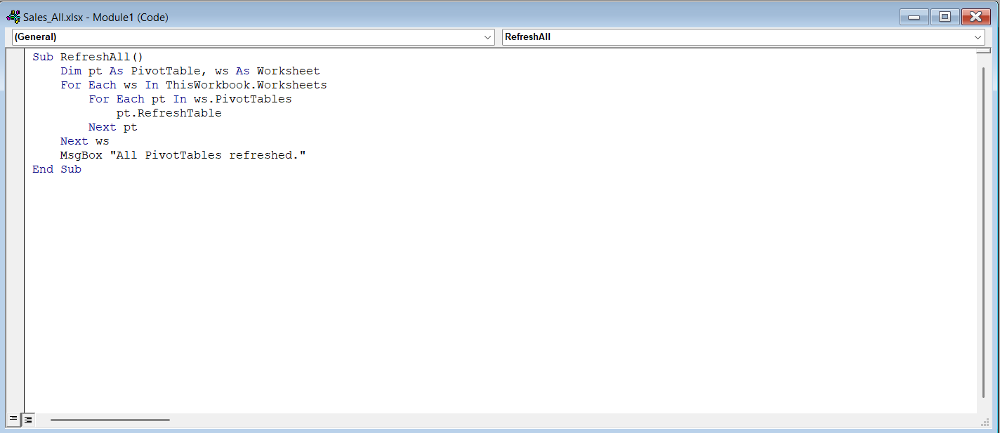 Sales_All.xlsx - Module1 (Code)
(General)
RefreshAll
Sub RefreshAll()
    Dim pt As PivotTable, ws As Worksheet
    For Each ws In ThisWorkbook.Worksheets
        For Each pt In ws.PivotTables
            pt.RefreshTable
        Next pt
    Next ws
    MsgBox "All PivotTables refreshed."
End Sub